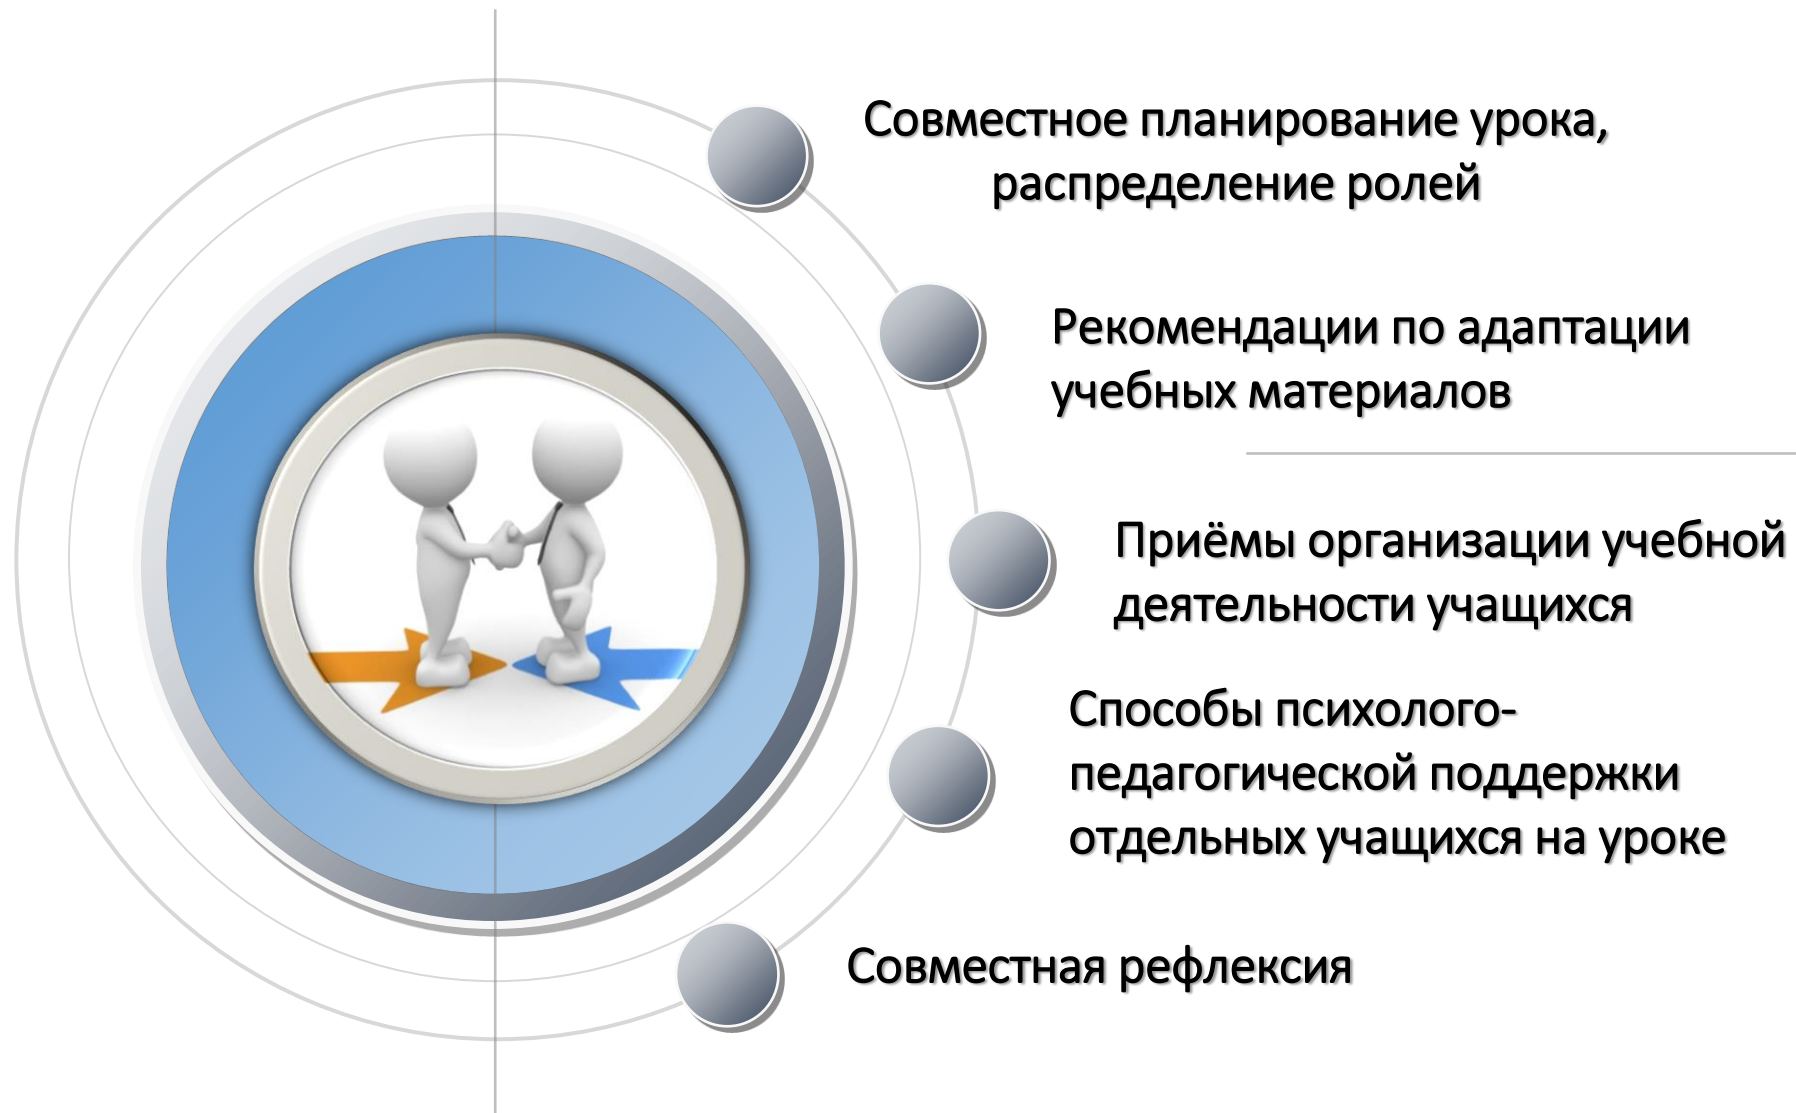 Совместное планирование урока,
распределение ролей
Рекомендации по адаптации
учебных материалов
Приёмы организации учебной
деятельности учащихся
Способы психолого-
педагогической поддержки
отдельных учащихся на уроке
Совместная рефлексия